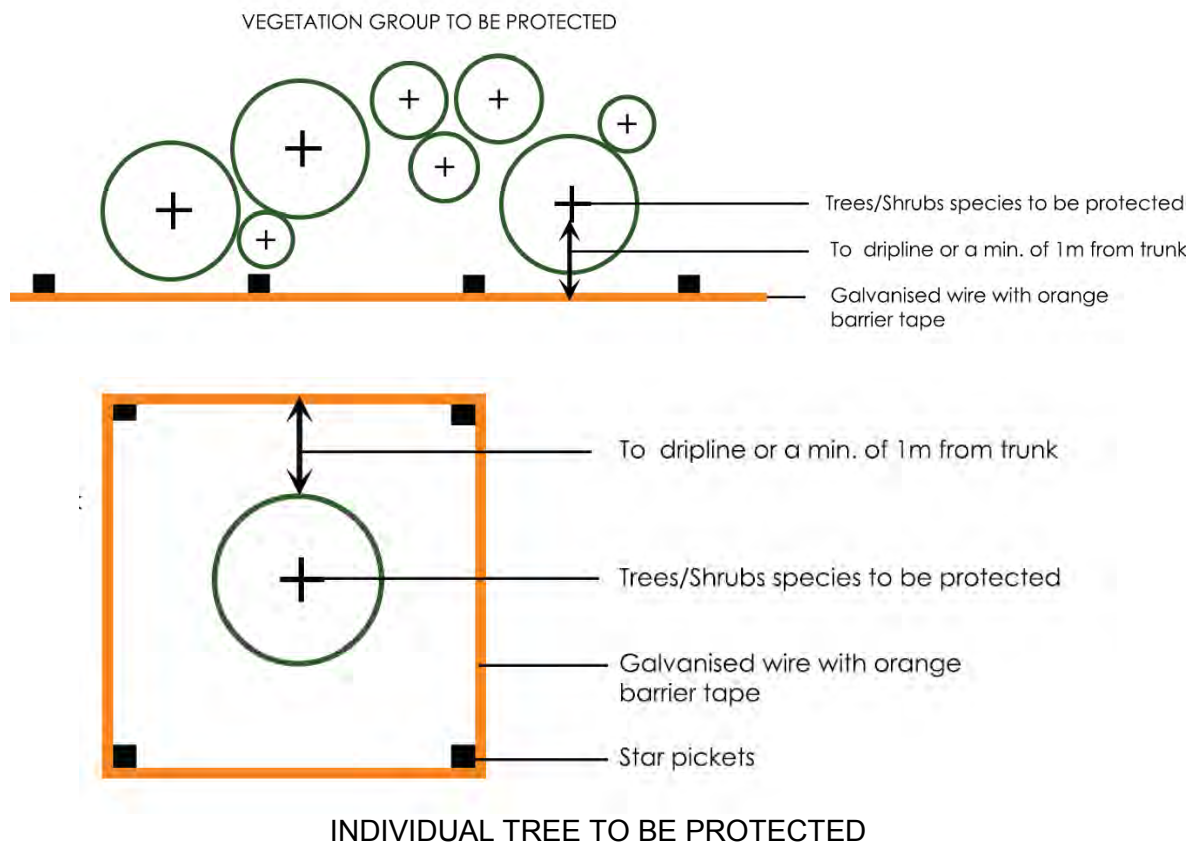 VEGETATION GROUP TO BE PROTECTED
Trees/Shrubs species to be protected
To dripline or a min. of 1m from trunk
Galvanised wire with orange
barrier tape
To dripline or a min. of 1m from trunk
Trees/Shrubs species to be protected
Galvanised wire with orange
barrier tape
Star pickets
INDIVIDUAL TREE TO BE PROTECTED